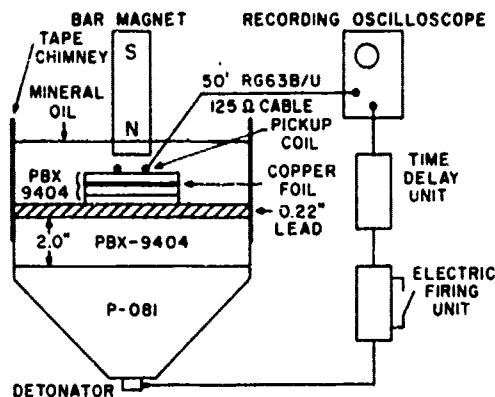 BAR MAGNET
RECORDING OSCILLOSCOPE
TAPE
CHIMNEY
S
MINERAL
OIL
N
50' RG63B/U
125 Ω CABLE
PICKUP
COIL
PBX
9404
COPPER
FOIL
0.22"
LEAD
TIME
DELAY
UNIT
2.0"
PBX-9404
P-081
ELECTRIC
FIRING
UNIT
DETONATOR